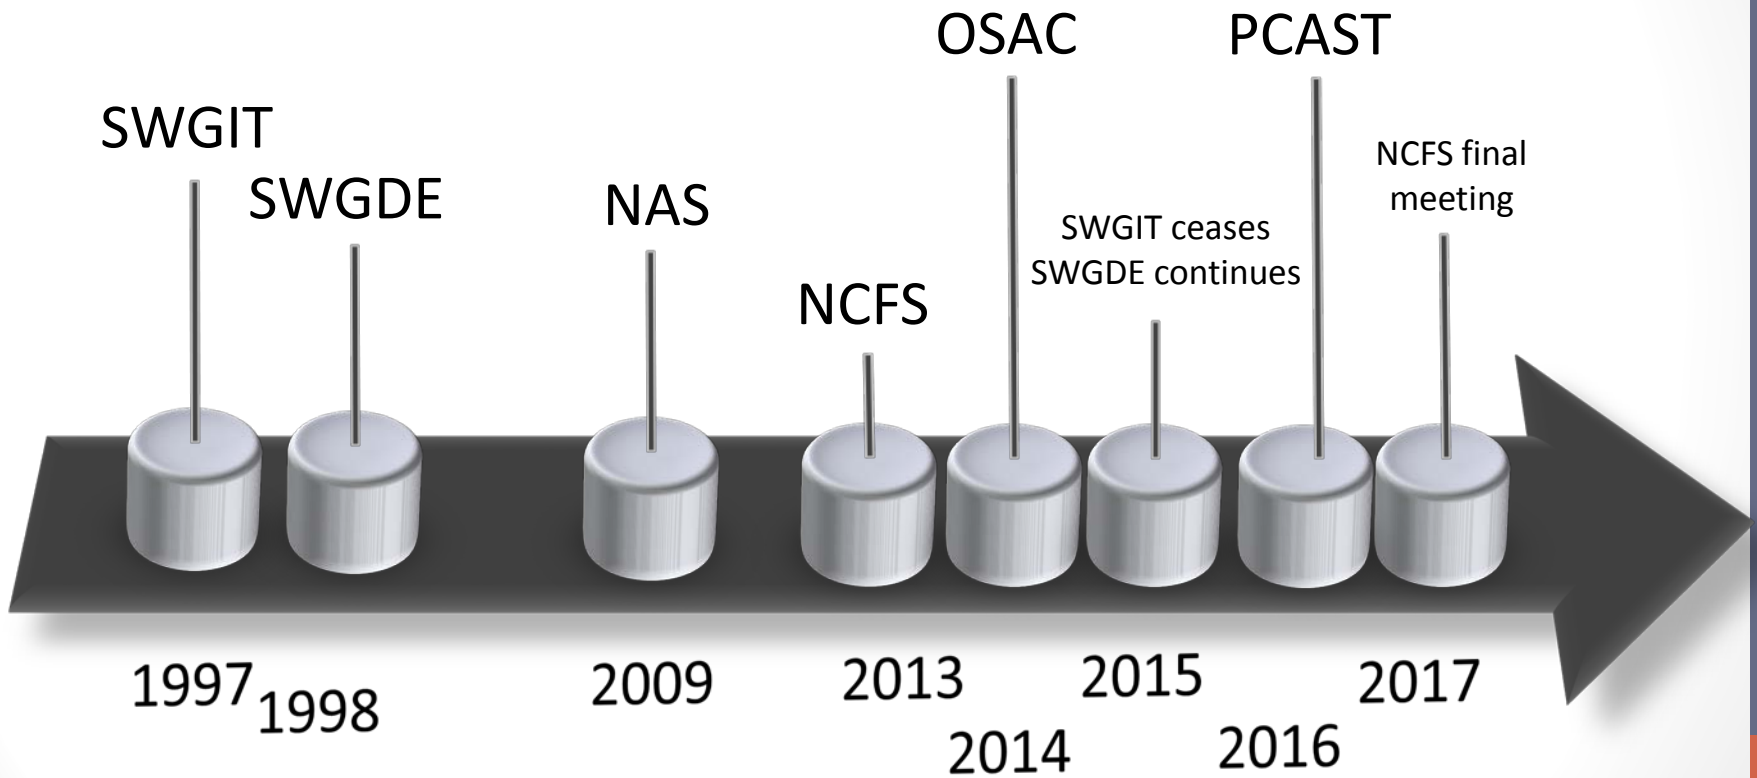 OSAC
PCAST
SWGIT
NCFS final
meeting
SWGDE
NAS
SWGIT ceases
SWGDE continues
NCFS
1997
1998
2009
2013
2014
2015
2016
2017